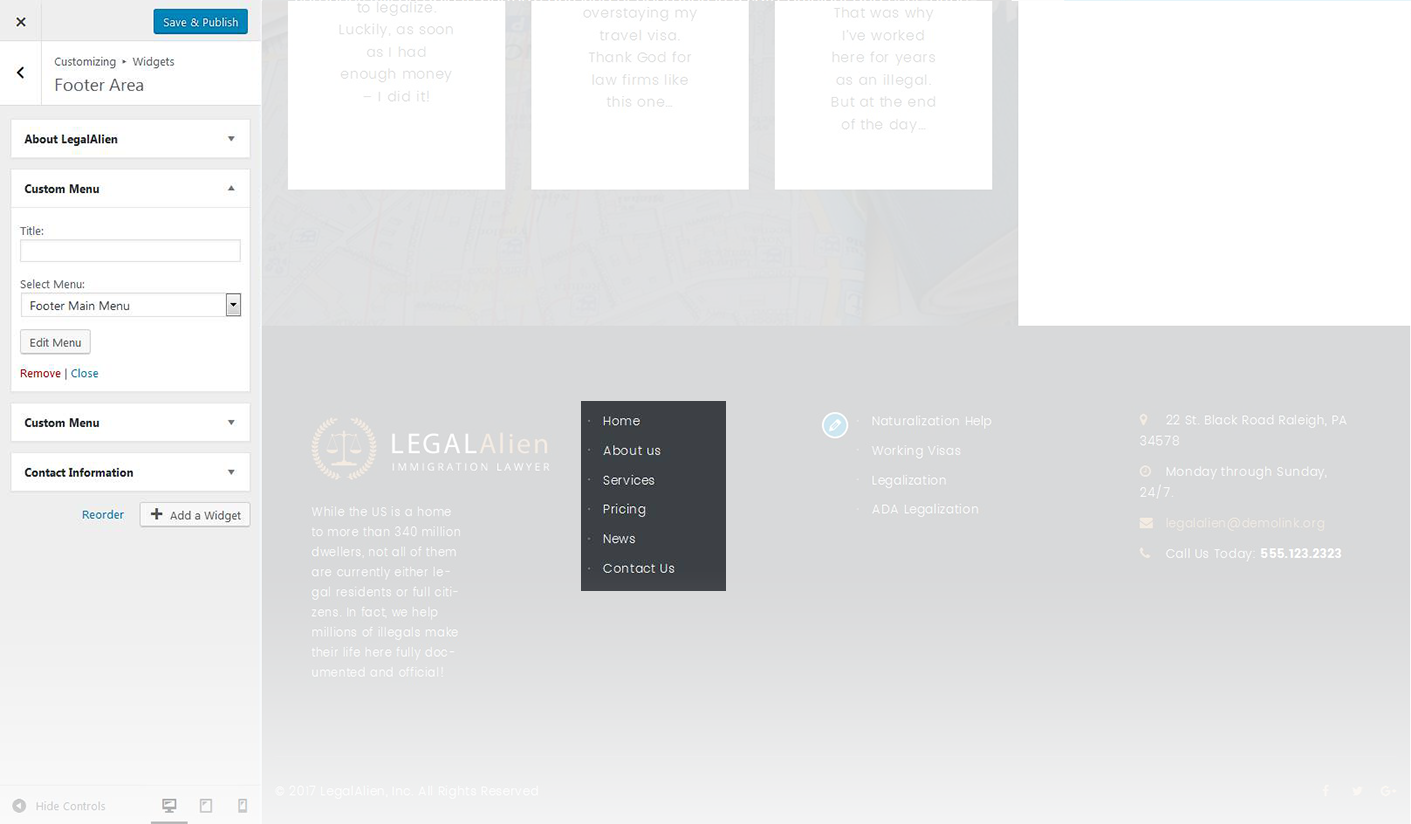 Save & Publish
Customizing ▸ Widgets
Footer Area
About LegalAlien
Custom Menu
Title:
Select Menu:
Footer Main Menu
Edit Menu
Remove | Close
Custom Menu
Contact Information
Reorder
Add a Widget
Hide Controls
to legalize.
Luckily, as soon
as I had
enough money
– I did it!
overstaying my
travel visa.
Thank God for
law firms like
this one…
That was why
I've worked
here for years
as an illegal.
But at the end
of the day…
LEGALAlien
IMMIGRATION LAWYER
While the US is a home
to more than 340 million
dwellers, not all of them
are currently either le-
gal residents or full citi-
zens. In fact, we help
millions of illegals make
their life here fully doc-
umented and official!
Home
About us
Services
Pricing
News
Contact Us
Naturalization Help
Working Visas
Legalization
ADA Legalization
22 St. Black Road Raleigh, PA
34578
Monday through Sunday,
24/7.
legalalien@demolink.org
Call Us Today: 555.123.2323
© 2017 LegalAlien, Inc. All Rights Reserved